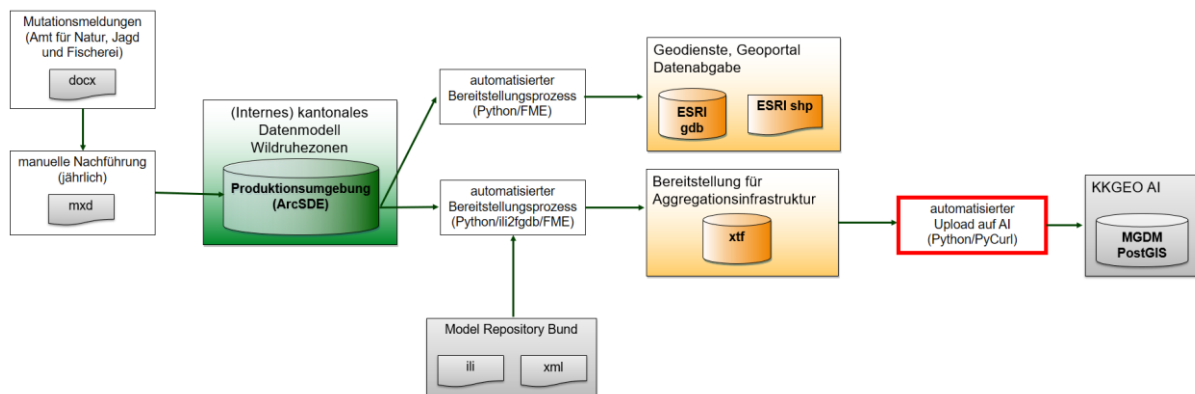 Mutationsmeldungen
(Amt für Natur, Jagd
und Fischerei)
docx
manuelle Nachführung
(jährlich)
mxd
(Internes) kantonales
Datenmodell
Wildruhezonen
Produktionsumgebung
(ArcSDE)
automatisierter
Bereitstellungsprozess
(Python/FME)
Geodienste, Geoportal
Datenabgabe
ESRI
gdb
ESRI shp
automatisierter
Bereitstellungsprozess
(Python/ili2fgdb/FME)
Bereitstellung für
Aggregationsinfrastruktur
xtf
automatisierter
Upload auf AI
(Python/PyCurl)
KKGEO AI
MGDM
PostGIS
Model Repository Bund
ili
xml